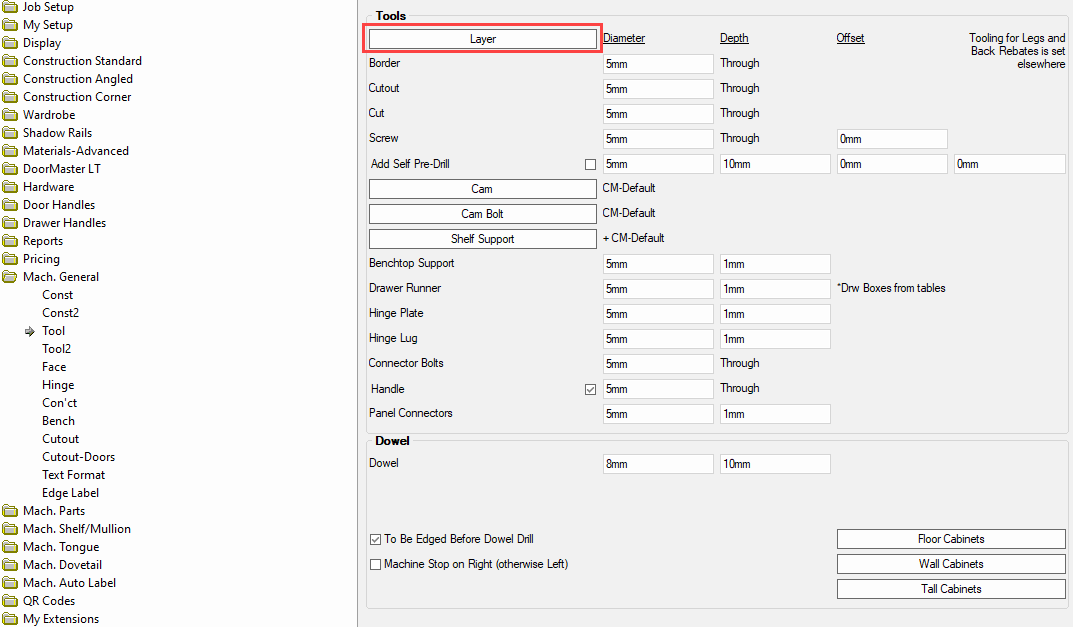 Job Setup
My Setup
Display
Construction Standard
Construction Angled
Construction Corner
Wardrobe
Shadow Rails
Materials-Advanced
DoorMaster LT
Hardware
Door Handles
Drawer Handles
Reports
Pricing
Mach. General
Const
Const2
Tool
Tool2
Face
Hinge
Con'ct
Bench
Cutout
Cutout-Doors
Text Format
Edge Label
Mach. Parts
Mach. Shelf/Mullion
Mach. Tongue
Mach. Dovetail
Mach. Auto Label
QR Codes
My Extensions
Tools
Layer Diameter Depth Offset
Tooling for Legs and
Back Rebates is set
elsewhere
Border 5mm Through
Cutout 5mm Through
Cut 5mm Through
Screw 5mm Through 0mm
Add Self Pre-Drill 5mm 10mm 0mm 0mm
Cam CM-Default
Cam Bolt CM-Default
Shelf Support + CM-Default
Benchtop Support 5mm 1mm
Drawer Runner 5mm 1mm *Drw Boxes from tables
Hinge Plate 5mm 1mm
Hinge Lug 5mm 1mm
Connector Bolts 5mm Through
Handle 5mm Through
Panel Connectors 5mm 1mm
Dowel
Dowel 8mm 10mm
To Be Edged Before Dowel Drill Floor Cabinets
Machine Stop on Right (otherwise Left) Wall Cabinets
Tall Cabinets